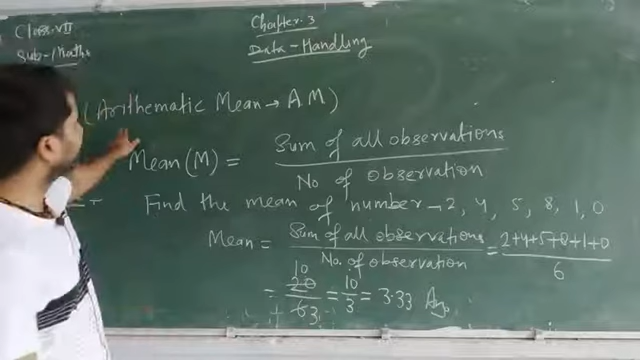 Class-VII
Sub-Maths
Chapter-3
Data-Handling
(Arithematic Mean → A.M)
Mean (M) = Sum of all observations / No of observation
Find the mean of number - 2, 4, 5, 8, 1, 0
Mean = Sum of all observations / No. of observation = 2+4+5+8+1+0 / 6
= 10 20 / 6 3 = 10 / 3 = 3.33 Ans